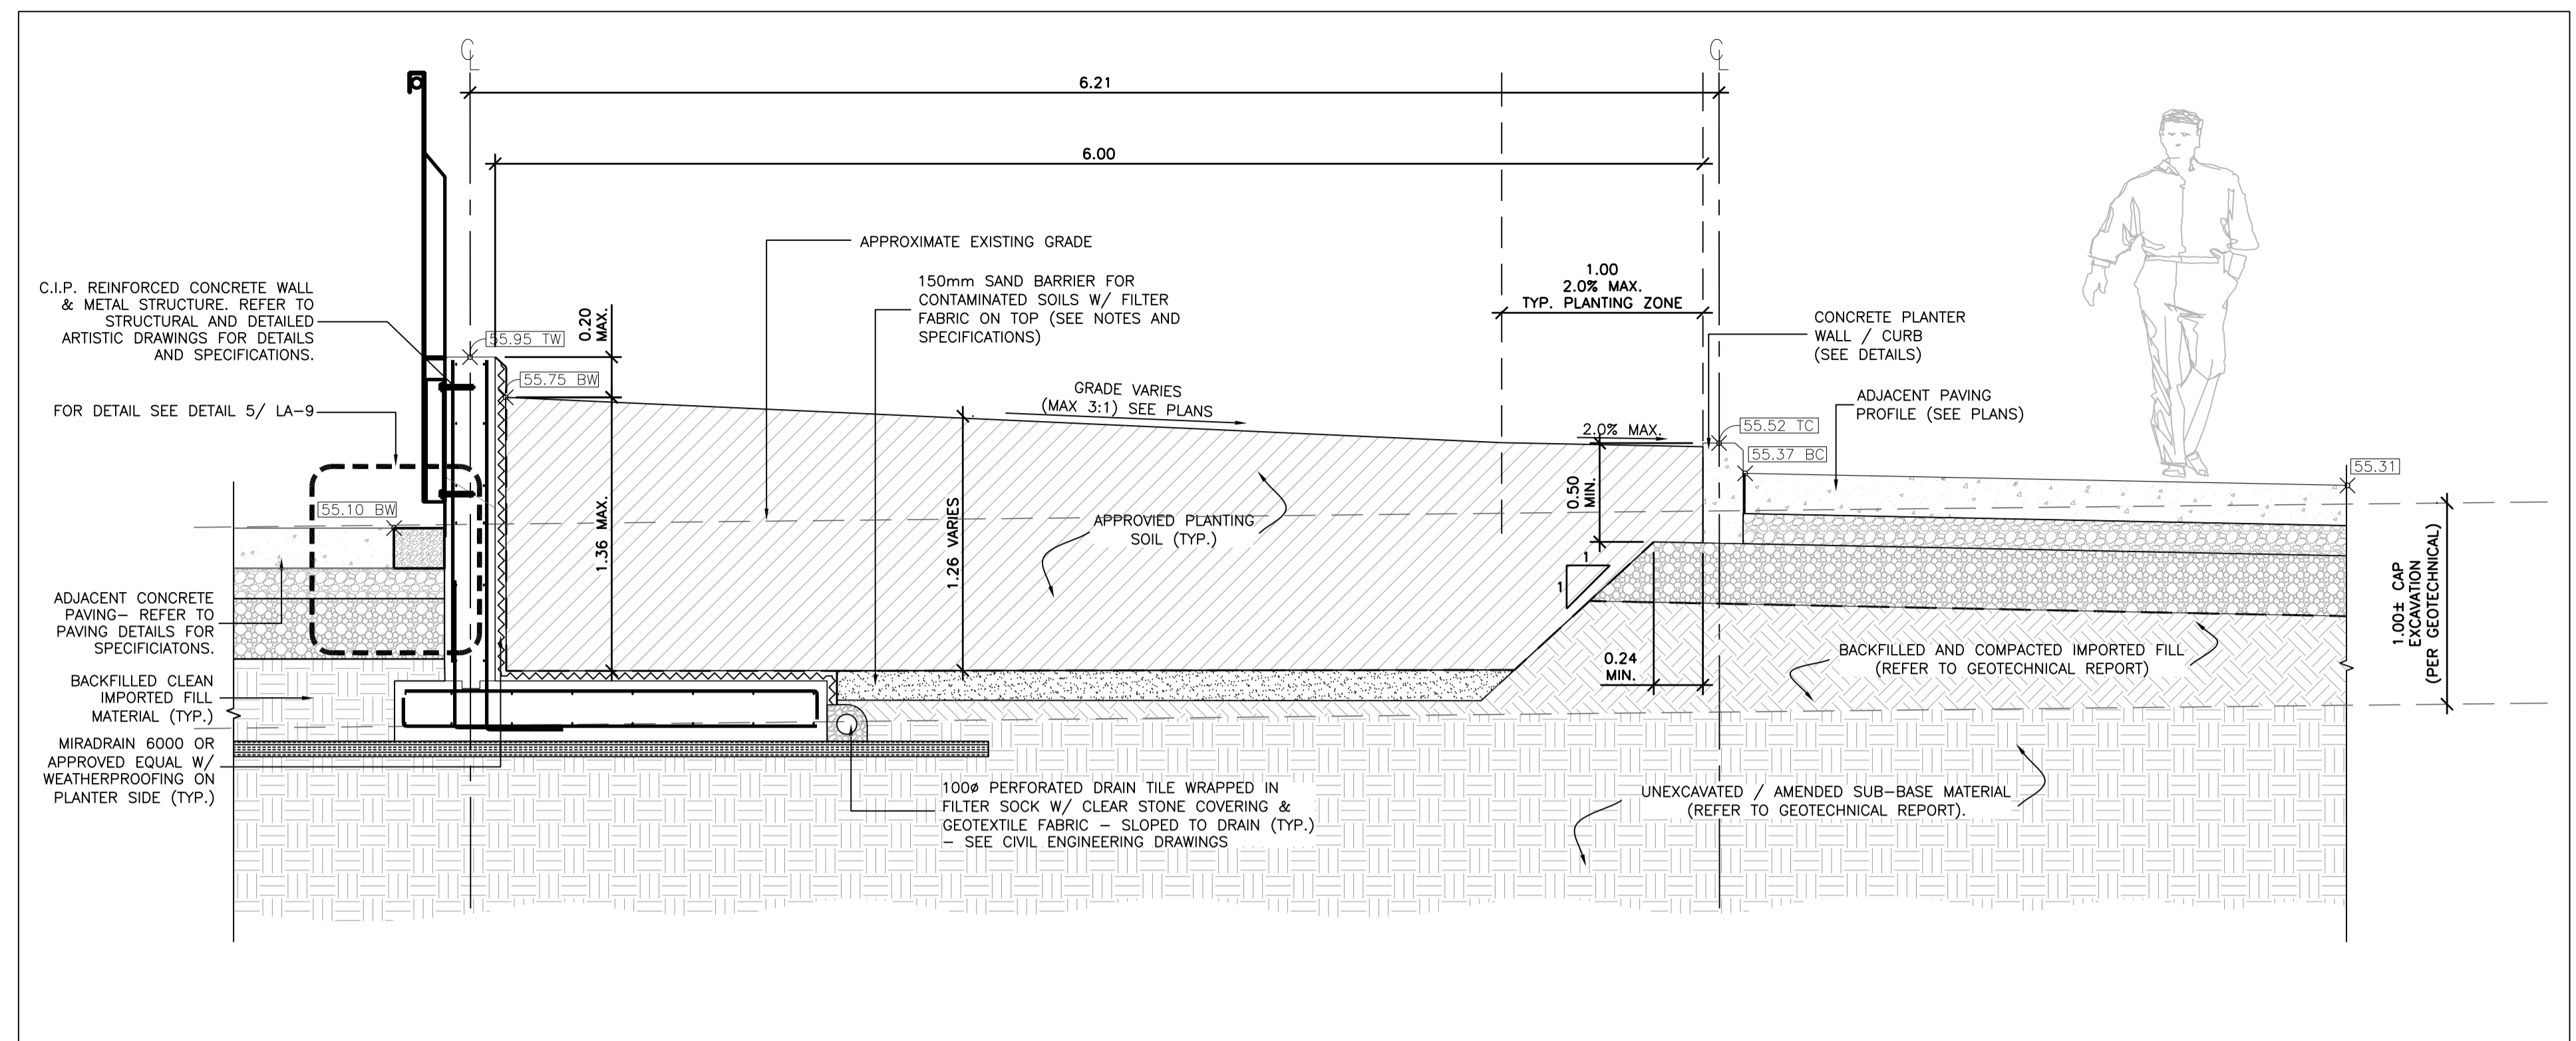 C
L
C
L
6.21
6.00
APPROXIMATE EXISTING GRADE
150mm SAND BARRIER FOR
CONTAMINATED SOILS W/ FILTER
FABRIC ON TOP (SEE NOTES AND
SPECIFICATIONS)
1.00
2.0% MAX.
TYP. PLANTING ZONE
C.I.P. REINFORCED CONCRETE WALL
& METAL STRUCTURE. REFER TO
STRUCTURAL AND DETAILED
ARTISTIC DRAWINGS FOR DETAILS
AND SPECIFICATIONS.
0.20
MAX.
55.95 TW
55.75 BW
CONCRETE PLANTER
WALL / CURB
(SEE DETAILS)
GRADE VARIES
(MAX 3:1) SEE PLANS
ADJACENT PAVING
PROFILE (SEE PLANS)
FOR DETAIL SEE DETAIL 5/ LA-9
2.0% MAX.
55.52 TC
55.37 BC
55.31
55.10 BW
0.50
MIN.
1.36 MAX.
1.26 VARIES
APPROVIED PLANTING
SOIL (TYP.)
1
1
1.00± CAP
EXCAVATION
(PER GEOTECHNICAL)
ADJACENT CONCRETE
PAVING- REFER TO
PAVING DETAILS FOR
SPECIFICIATONS.
0.24
MIN.
BACKFILLED AND COMPACTED IMPORTED FILL
(REFER TO GEOTECHNICAL REPORT)
BACKFILLED CLEAN
IMPORTED FILL
MATERIAL (TYP.)
MIRADRAIN 6000 OR
APPROVED EQUAL W/
WEATHERPROOFING ON
PLANTER SIDE (TYP.)
100ø PERFORATED DRAIN TILE WRAPPED IN
FILTER SOCK W/ CLEAR STONE COVERING &
GEOTEXTILE FABRIC - SLOPED TO DRAIN (TYP.)
- SEE CIVIL ENGINEERING DRAWINGS
UNEXCAVATED / AMENDED SUB-BASE MATERIAL
(REFER TO GEOTECHNICAL REPORT).